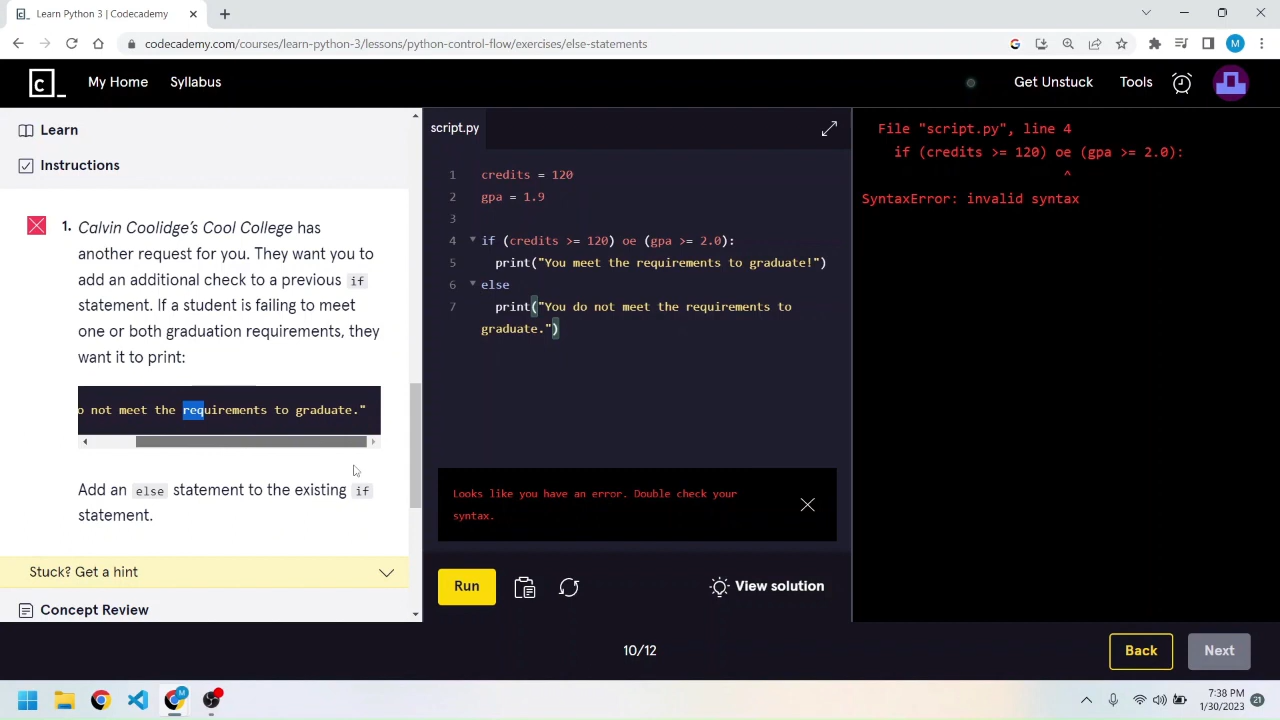 Learn Python 3 | Codecademy
codecademy.com/courses/learn-python-3/lessons/python-control-flow/exercises/else-statements
M
C_
My Home
Syllabus
Get Unstuck
Tools
Learn
Instructions
1. Calvin Coolidge's Cool College has
another request for you. They want you to
add an additional check to a previous if
statement. If a student is failing to meet
one or both graduation requirements, they
want it to print:
o not meet the requirements to graduate."
Add an else statement to the existing if
statement.
Stuck? Get a hint
Concept Review
script.py
1 credits = 120
2 gpa = 1.9
3
4 if (credits >= 120) oe (gpa >= 2.0):
5 print("You meet the requirements to graduate!")
6 else
7 print("You do not meet the requirements to
graduate.")
Looks like you have an error. Double check your
syntax.
Run
View solution
File "script.py", line 4
if (credits >= 120) oe (gpa >= 2.0):
^
SyntaxError: invalid syntax
10/12
Back
Next
M
7:38 PM
1/30/2023
21